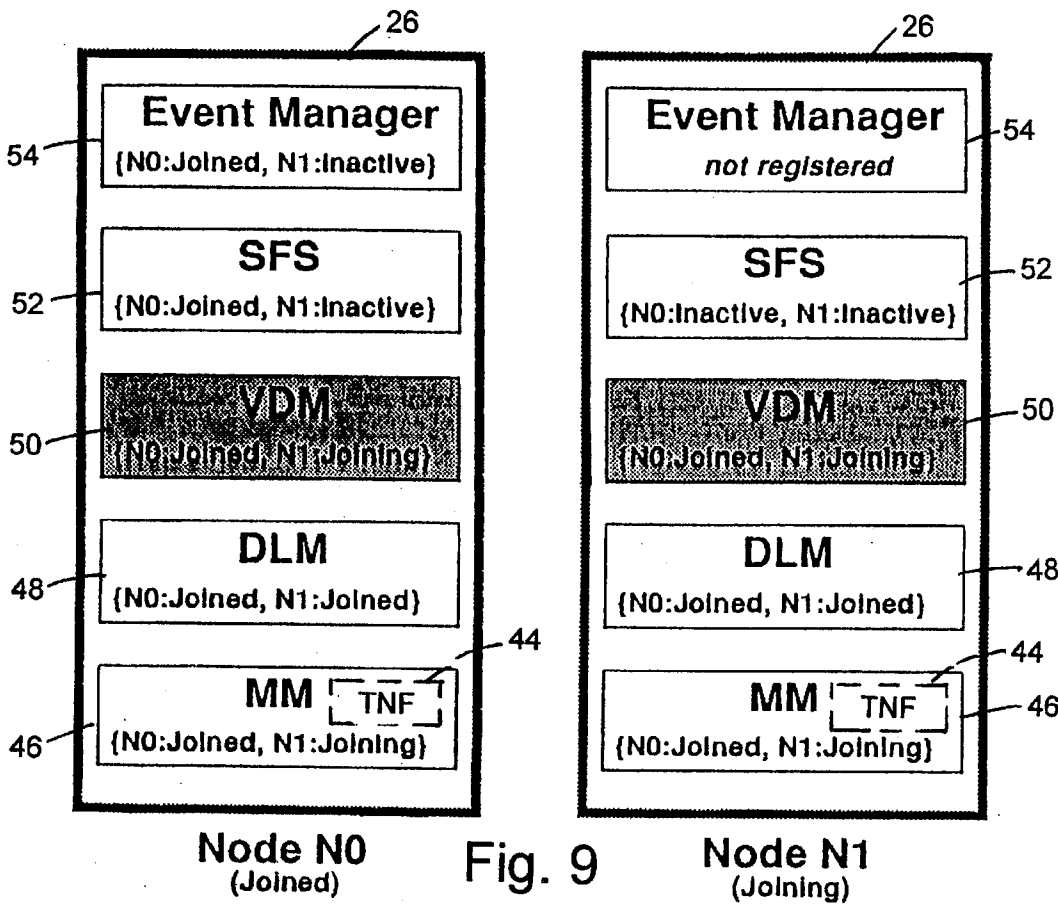 26
Event Manager
{N0:Joined, N1:Inactive}
54
SFS
{N0:Joined, N1:Inactive}
52
VDM
{N0:Joined, N1:Joining}
50
DLM
{N0:Joined, N1:Joined}
48
44
MM
TNF
{N0:Joined, N1:Joining}
46
Node N0
(Joined)
26
Event Manager
not registered
54
SFS
{N0:Inactive, N1:Inactive}
52
VDM
{N0:Joined, N1:Joining}
50
DLM
{N0:Joined, N1:Joined}
48
44
MM
TNF
{N0:Joined, N1:Joining}
46
Node N1
(Joining)
Fig. 9